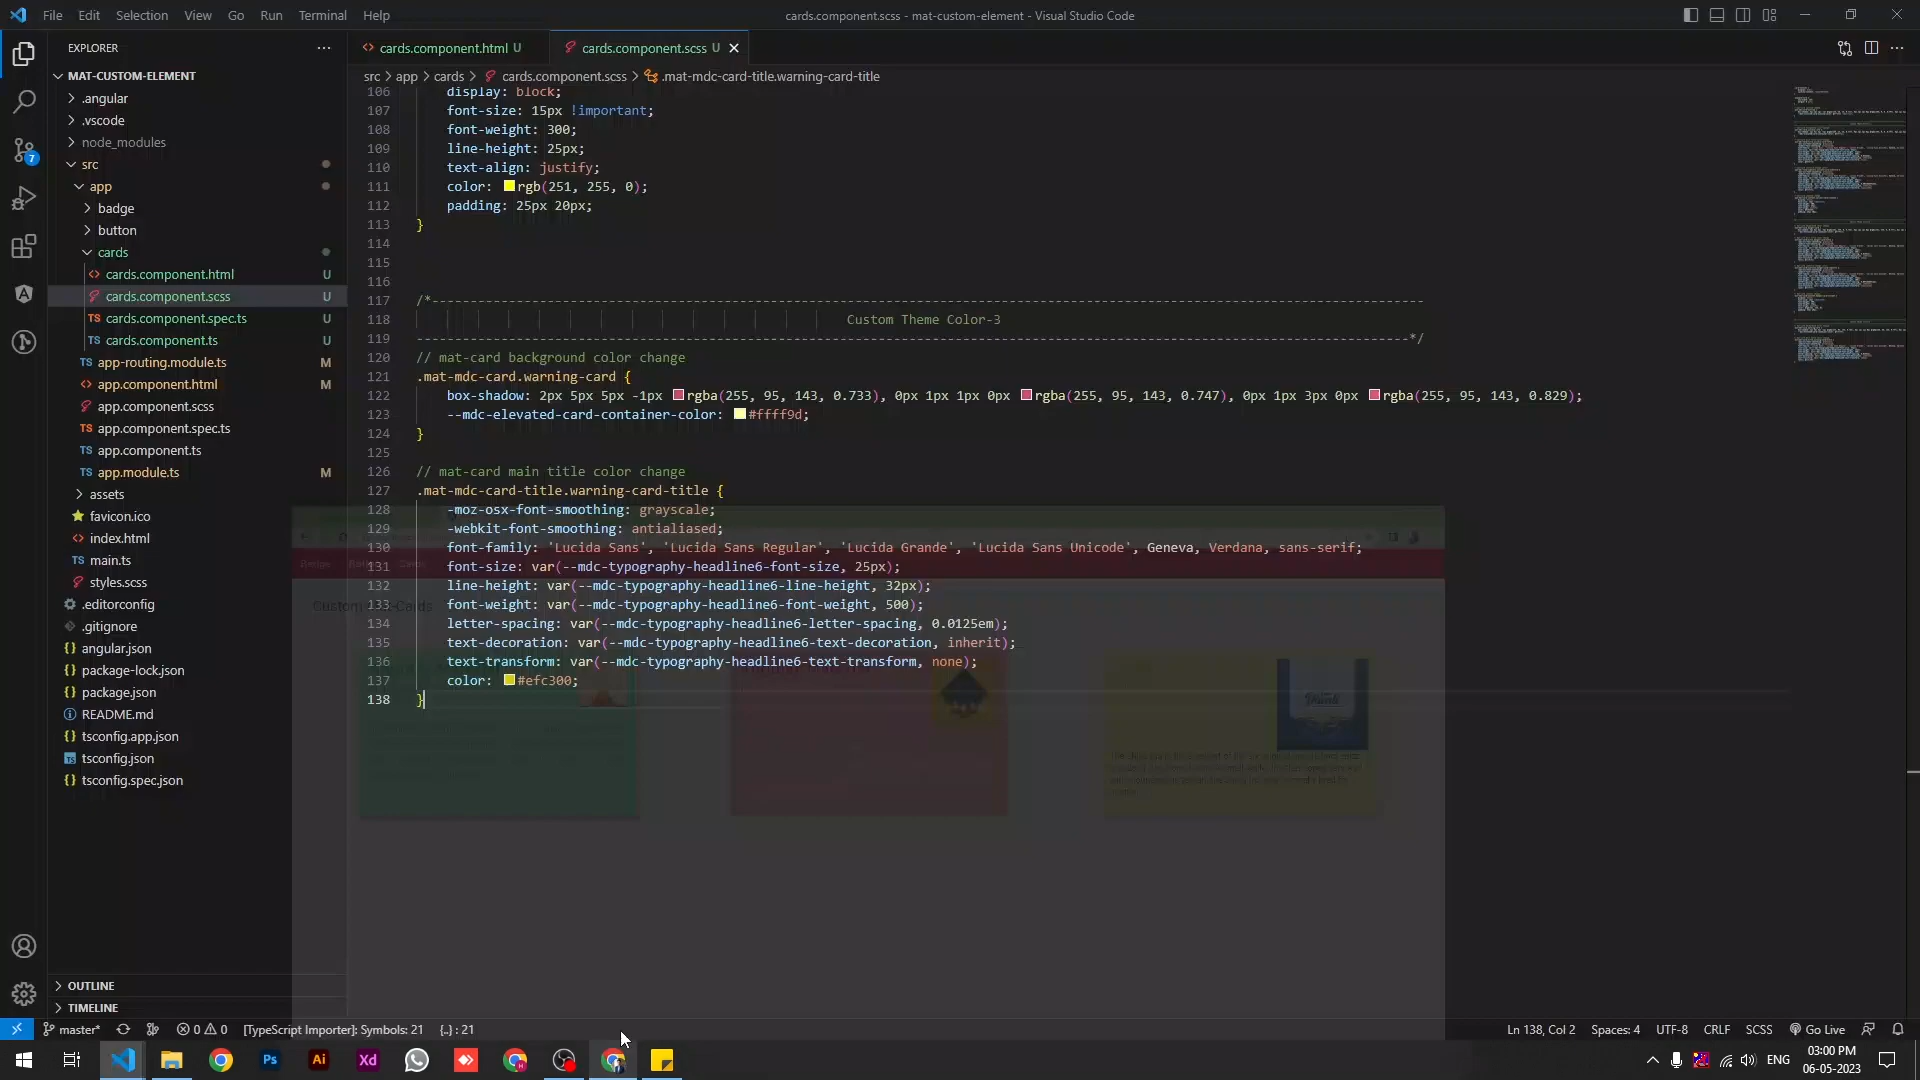 File Edit Selection View Go Run Terminal Help
cards.component.scss - mat-custom-element - Visual Studio Code
EXPLORER
MAT-CUSTOM-ELEMENT
.angular
.vscode
node_modules
src
app
badge
button
cards
cards.component.html U
cards.component.scss U
cards.component.spec.ts U
cards.component.ts U
app-routing.module.ts M
app.component.html M
app.component.scss
app.component.spec.ts
app.component.ts
app.module.ts M
assets
favicon.ico
index.html
main.ts
styles.scss
.editorconfig
.gitignore
angular.json
package-lock.json
package.json
README.md
tsconfig.app.json
tsconfig.json
tsconfig.spec.json
OUTLINE
TIMELINE
cards.component.html U
cards.component.scss U
src > app > cards > cards.component.scss > .mat-mdc-card-title.warning-card-title
106 display: block;
107 font-size: 15px !important;
108 font-weight: 300;
109 line-height: 25px;
110 text-align: justify;
111 color: rgb(251, 255, 0);
112 padding: 25px 20px;
113 }
114
115
116
117 /*---------------------------------------------------------------------------------------------------------------------------------
118 Custom Theme Color-3
119 ---------------------------------------------------------------------------------------------------------------------------------*/
120 // mat-card background color change
121 .mat-mdc-card.warning-card {
122 box-shadow: 2px 5px 5px -1px rgba(255, 95, 143, 0.733), 0px 1px 1px 0px rgba(255, 95, 143, 0.747), 0px 1px 3px 0px rgba(255, 95, 143, 0.829);
123 --mdc-elevated-card-container-color: #ffff9d;
124 }
125
126 // mat-card main title color change
127 .mat-mdc-card-title.warning-card-title {
128 -moz-osx-font-smoothing: grayscale;
129 -webkit-font-smoothing: antialiased;
130 font-family: 'Lucida Sans', 'Lucida Sans Regular', 'Lucida Grande', 'Lucida Sans Unicode', Geneva, Verdana, sans-serif;
131 font-size: var(--mdc-typography-headline6-font-size, 25px);
132 line-height: var(--mdc-typography-headline6-line-height, 32px);
133 font-weight: var(--mdc-typography-headline6-font-weight, 500);
134 letter-spacing: var(--mdc-typography-headline6-letter-spacing, 0.0125em);
135 text-decoration: var(--mdc-typography-headline6-text-decoration, inherit);
136 text-transform: var(--mdc-typography-headline6-text-transform, none);
137 color: #efc300;
138 }
7
master* 0 0 [TypeScript Importer]: Symbols: 21 {..} : 21
Ln 138, Col 2 Spaces: 4 UTF-8 CRLF SCSS Go Live
Ps Ai Xd
ENG
03:00 PM
06-05-2023